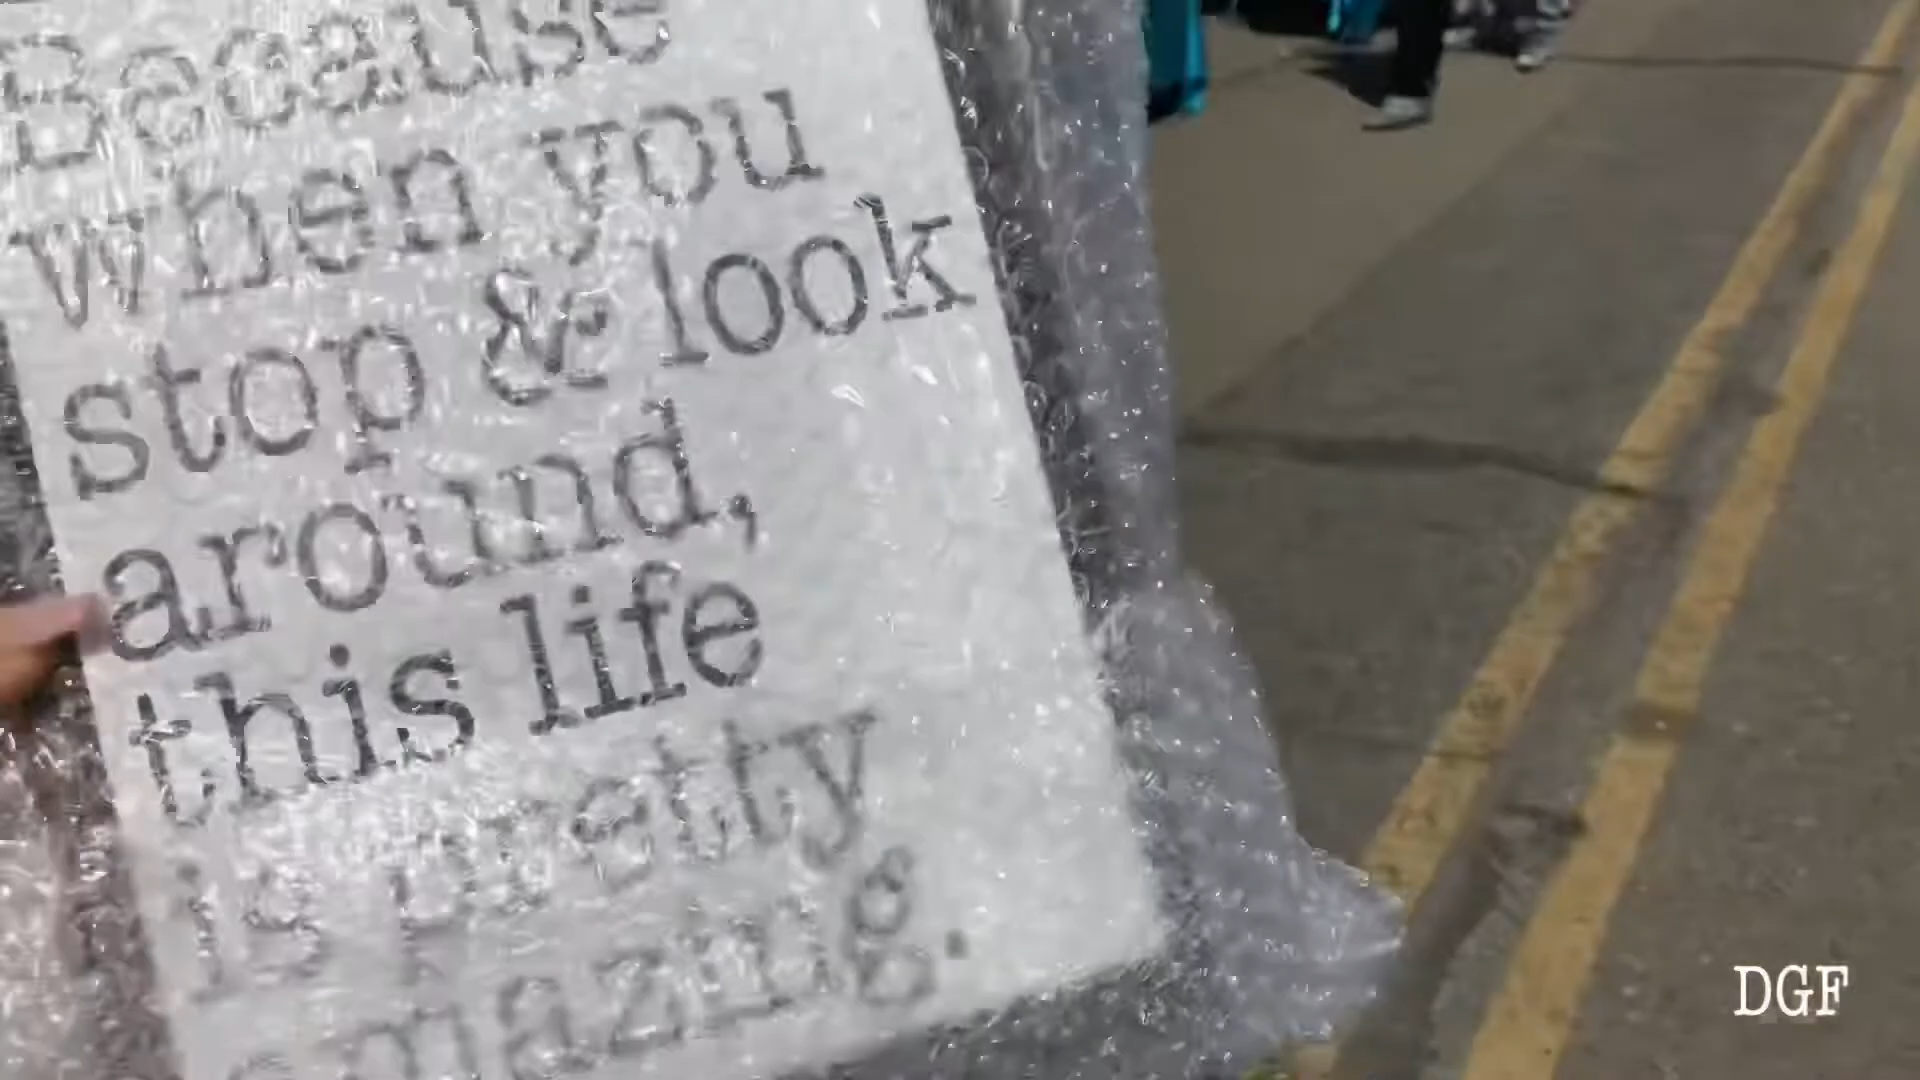 Because
when you
stop & look
around,
this life
is pretty
amazing.
DGF